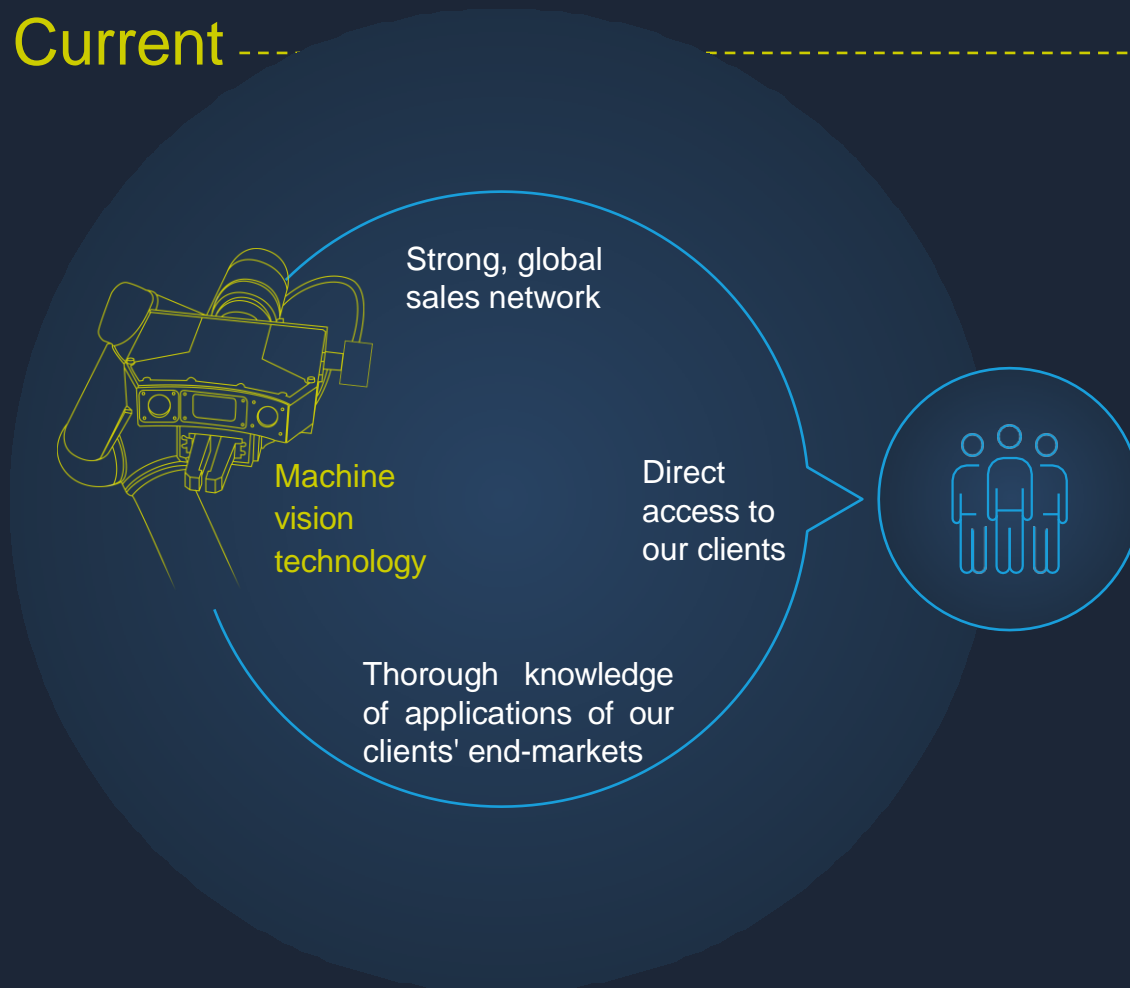 Current
Strong, global
sales network
Machine
vision
technology
Direct
access to
our clients
Thorough knowledge
of applications of our
clients' end-markets